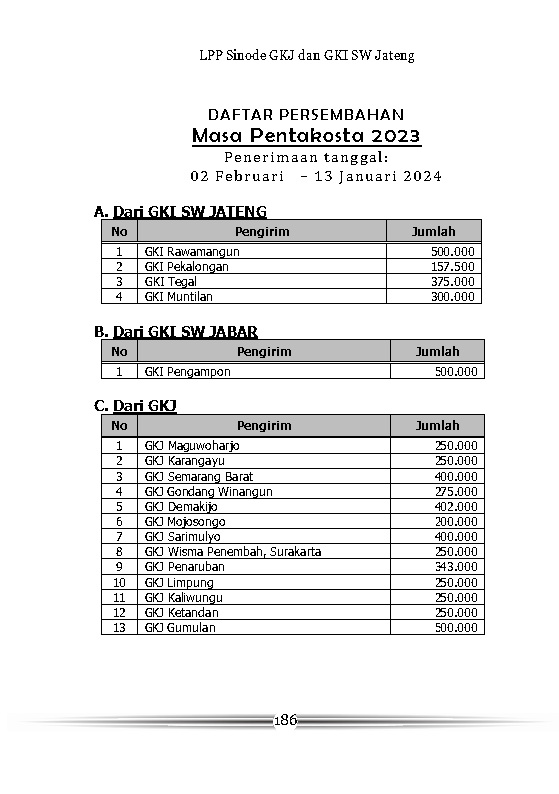 LPP Sinode GKJ dan GKI SW Jateng
DAFTAR PERSEMBAHAN
Masa Pentakosta 2023
Penerimaan tanggal:
02 Februari – 13 Januari 2024
A. Dari GKI SW JATENG
No Pengirim Jumlah
1 GKI Rawamangun 500.000
2 GKI Pekalongan 157.500
3 GKI Tegal 375.000
4 GKI Muntilan 300.000
B. Dari GKI SW JABAR
No Pengirim Jumlah
1 GKI Pengampon 500.000
C. Dari GKJ
No Pengirim Jumlah
1 GKJ Maguwoharjo 250.000
2 GKJ Karangayu 250.000
3 GKJ Semarang Barat 400.000
4 GKJ Gondang Winangun 275.000
5 GKJ Demakijo 402.000
6 GKJ Mojosongo 200.000
7 GKJ Sarimulyo 400.000
8 GKJ Wisma Penembah, Surakarta 250.000
9 GKJ Penaruban 343.000
10 GKJ Limpung 250.000
11 GKJ Kaliwungu 250.000
12 GKJ Ketandan 250.000
13 GKJ Gumulan 500.000
186